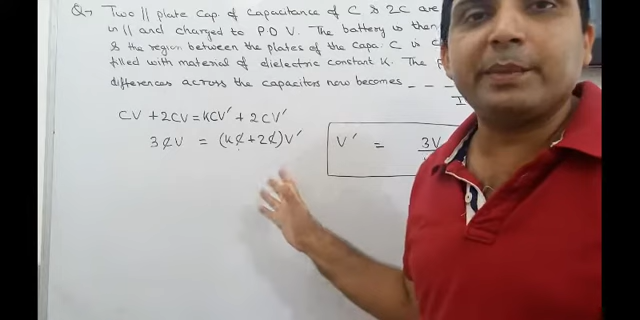 Q7 Two || plate Cap. of Capacitance of C & 2C are
in || and charged to P.D V. The battery is then
& the region between the plates of the capa. C is
filled with material of dielectric constant K. The
differences across the capacitors now becomes _ _ _
CV + 2CV = KCV' + 2CV'
3CV = (KC + 2C)V'
V' = 3V